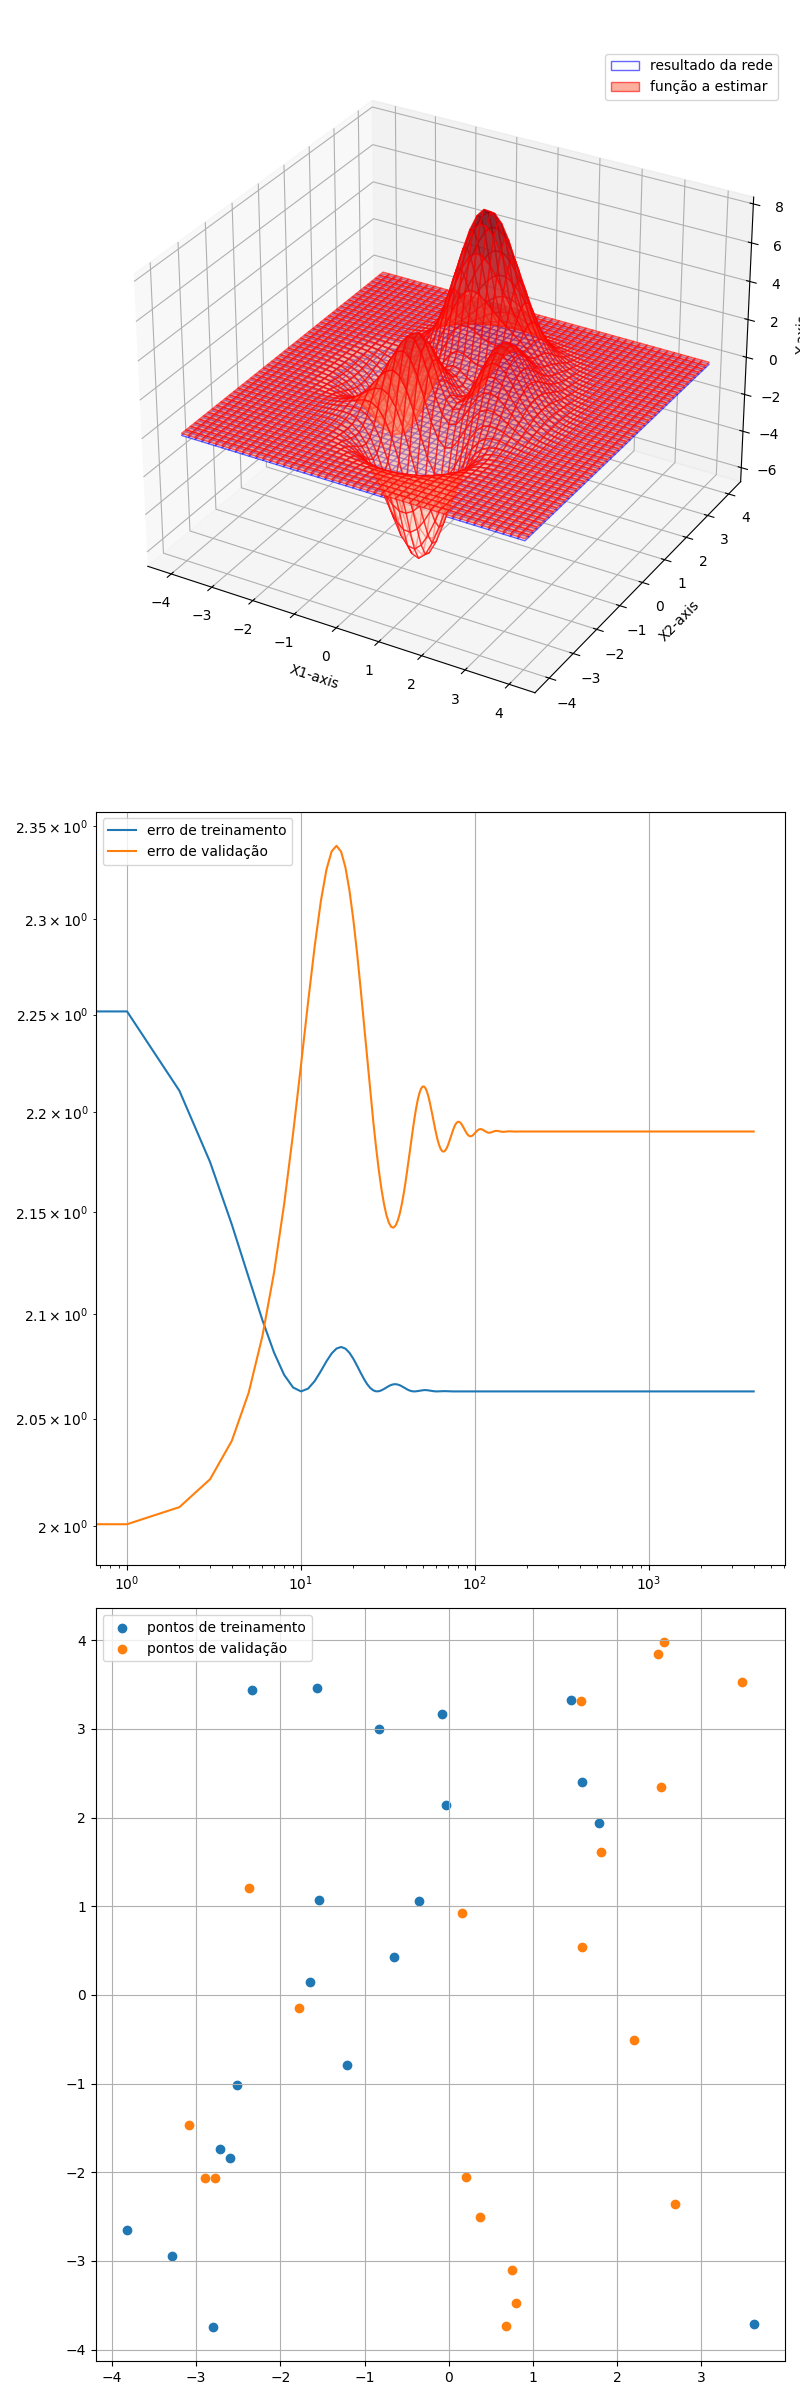 resultado da rede
função a estimar
8
6
4
2
0
−2
−4
−6
−4
−3
−2
−1
0
1
2
3
4
X1-axis
−4
−3
−2
−1
0
1
2
3
4
X2-axis
2.35 × 10⁰
2.3 × 10⁰
2.25 × 10⁰
2.2 × 10⁰
2.15 × 10⁰
2.1 × 10⁰
2.05 × 10⁰
2 × 10⁰
erro de treinamento
erro de validação
10⁰ 10¹ 10² 10³
pontos de treinamento
pontos de validação
4
3
2
1
0
−1
−2
−3
−4
−4 −3 −2 −1 0 1 2 3